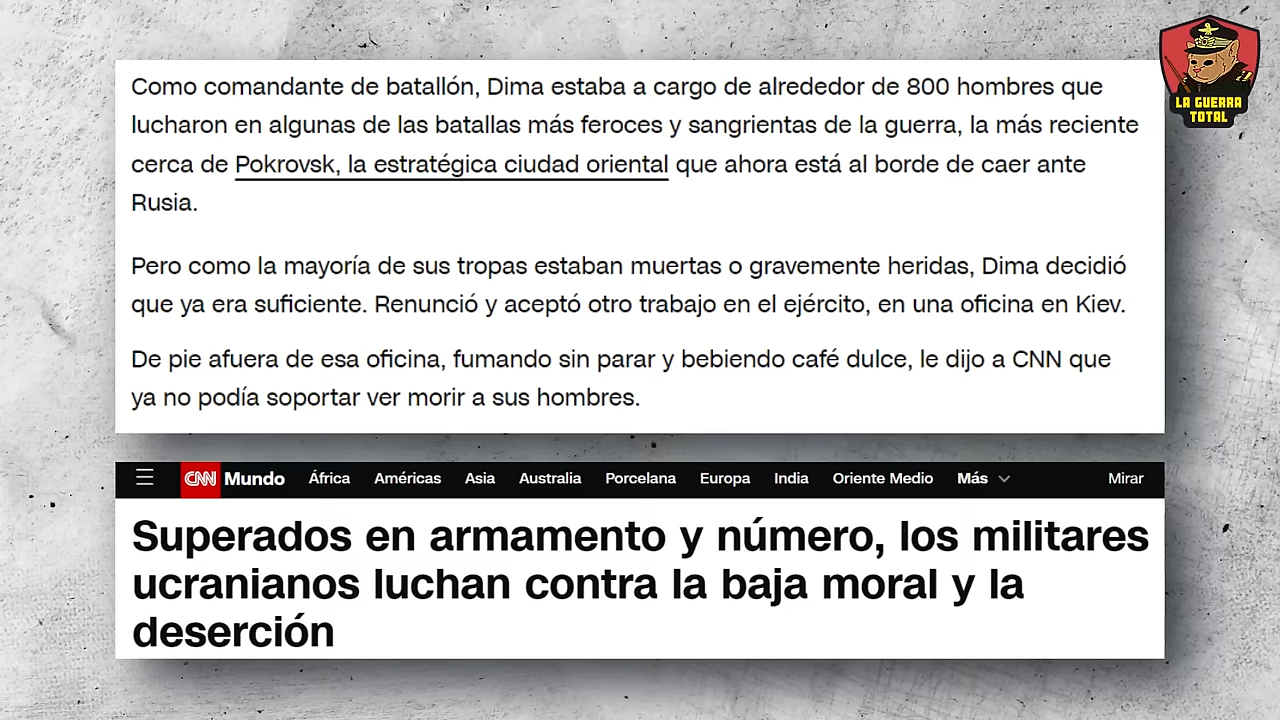 Como comandante de batallón, Dima estaba a cargo de alrededor de 800 hombres que
lucharon en algunas de las batallas más feroces y sangrientas de la guerra, la más reciente
cerca de Pokrovsk, la estratégica ciudad oriental que ahora está al borde de caer ante
Rusia.
Pero como la mayoría de sus tropas estaban muertas o gravemente heridas, Dima decidió
que ya era suficiente. Renunció y aceptó otro trabajo en el ejército, en una oficina en Kiev.
De pie afuera de esa oficina, fumando sin parar y bebiendo café dulce, le dijo a CNN que
ya no podía soportar ver morir a sus hombres.
CNN Mundo África Américas Asia Australia Porcelana Europa India Oriente Medio Más Mirar
Superados en armamento y número, los militares
ucranianos luchan contra la baja moral y la
deserción
LA GUERRA
TOTAL